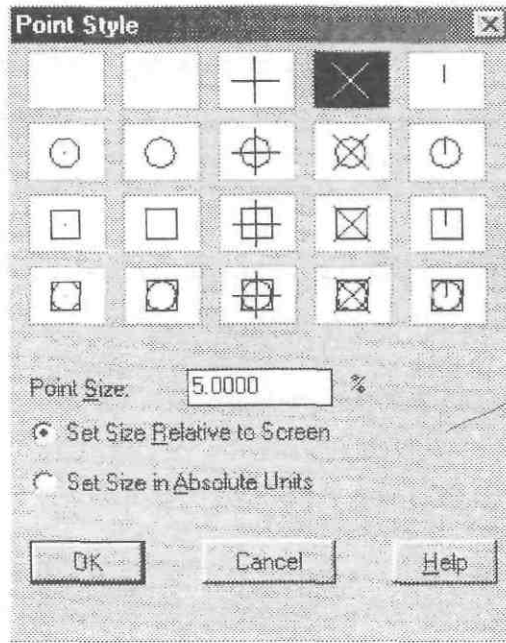 Point Style
Point Size: 5.0000 %
Set Size Relative to Screen
Set Size in Absolute Units
OK Cancel Help